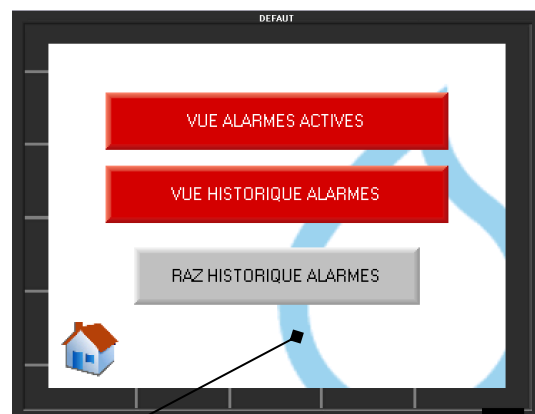 DEFAUT
VUE ALARMES ACTIVES
VUE HISTORIQUE ALARMES
RAZ HISTORIQUE ALARMES